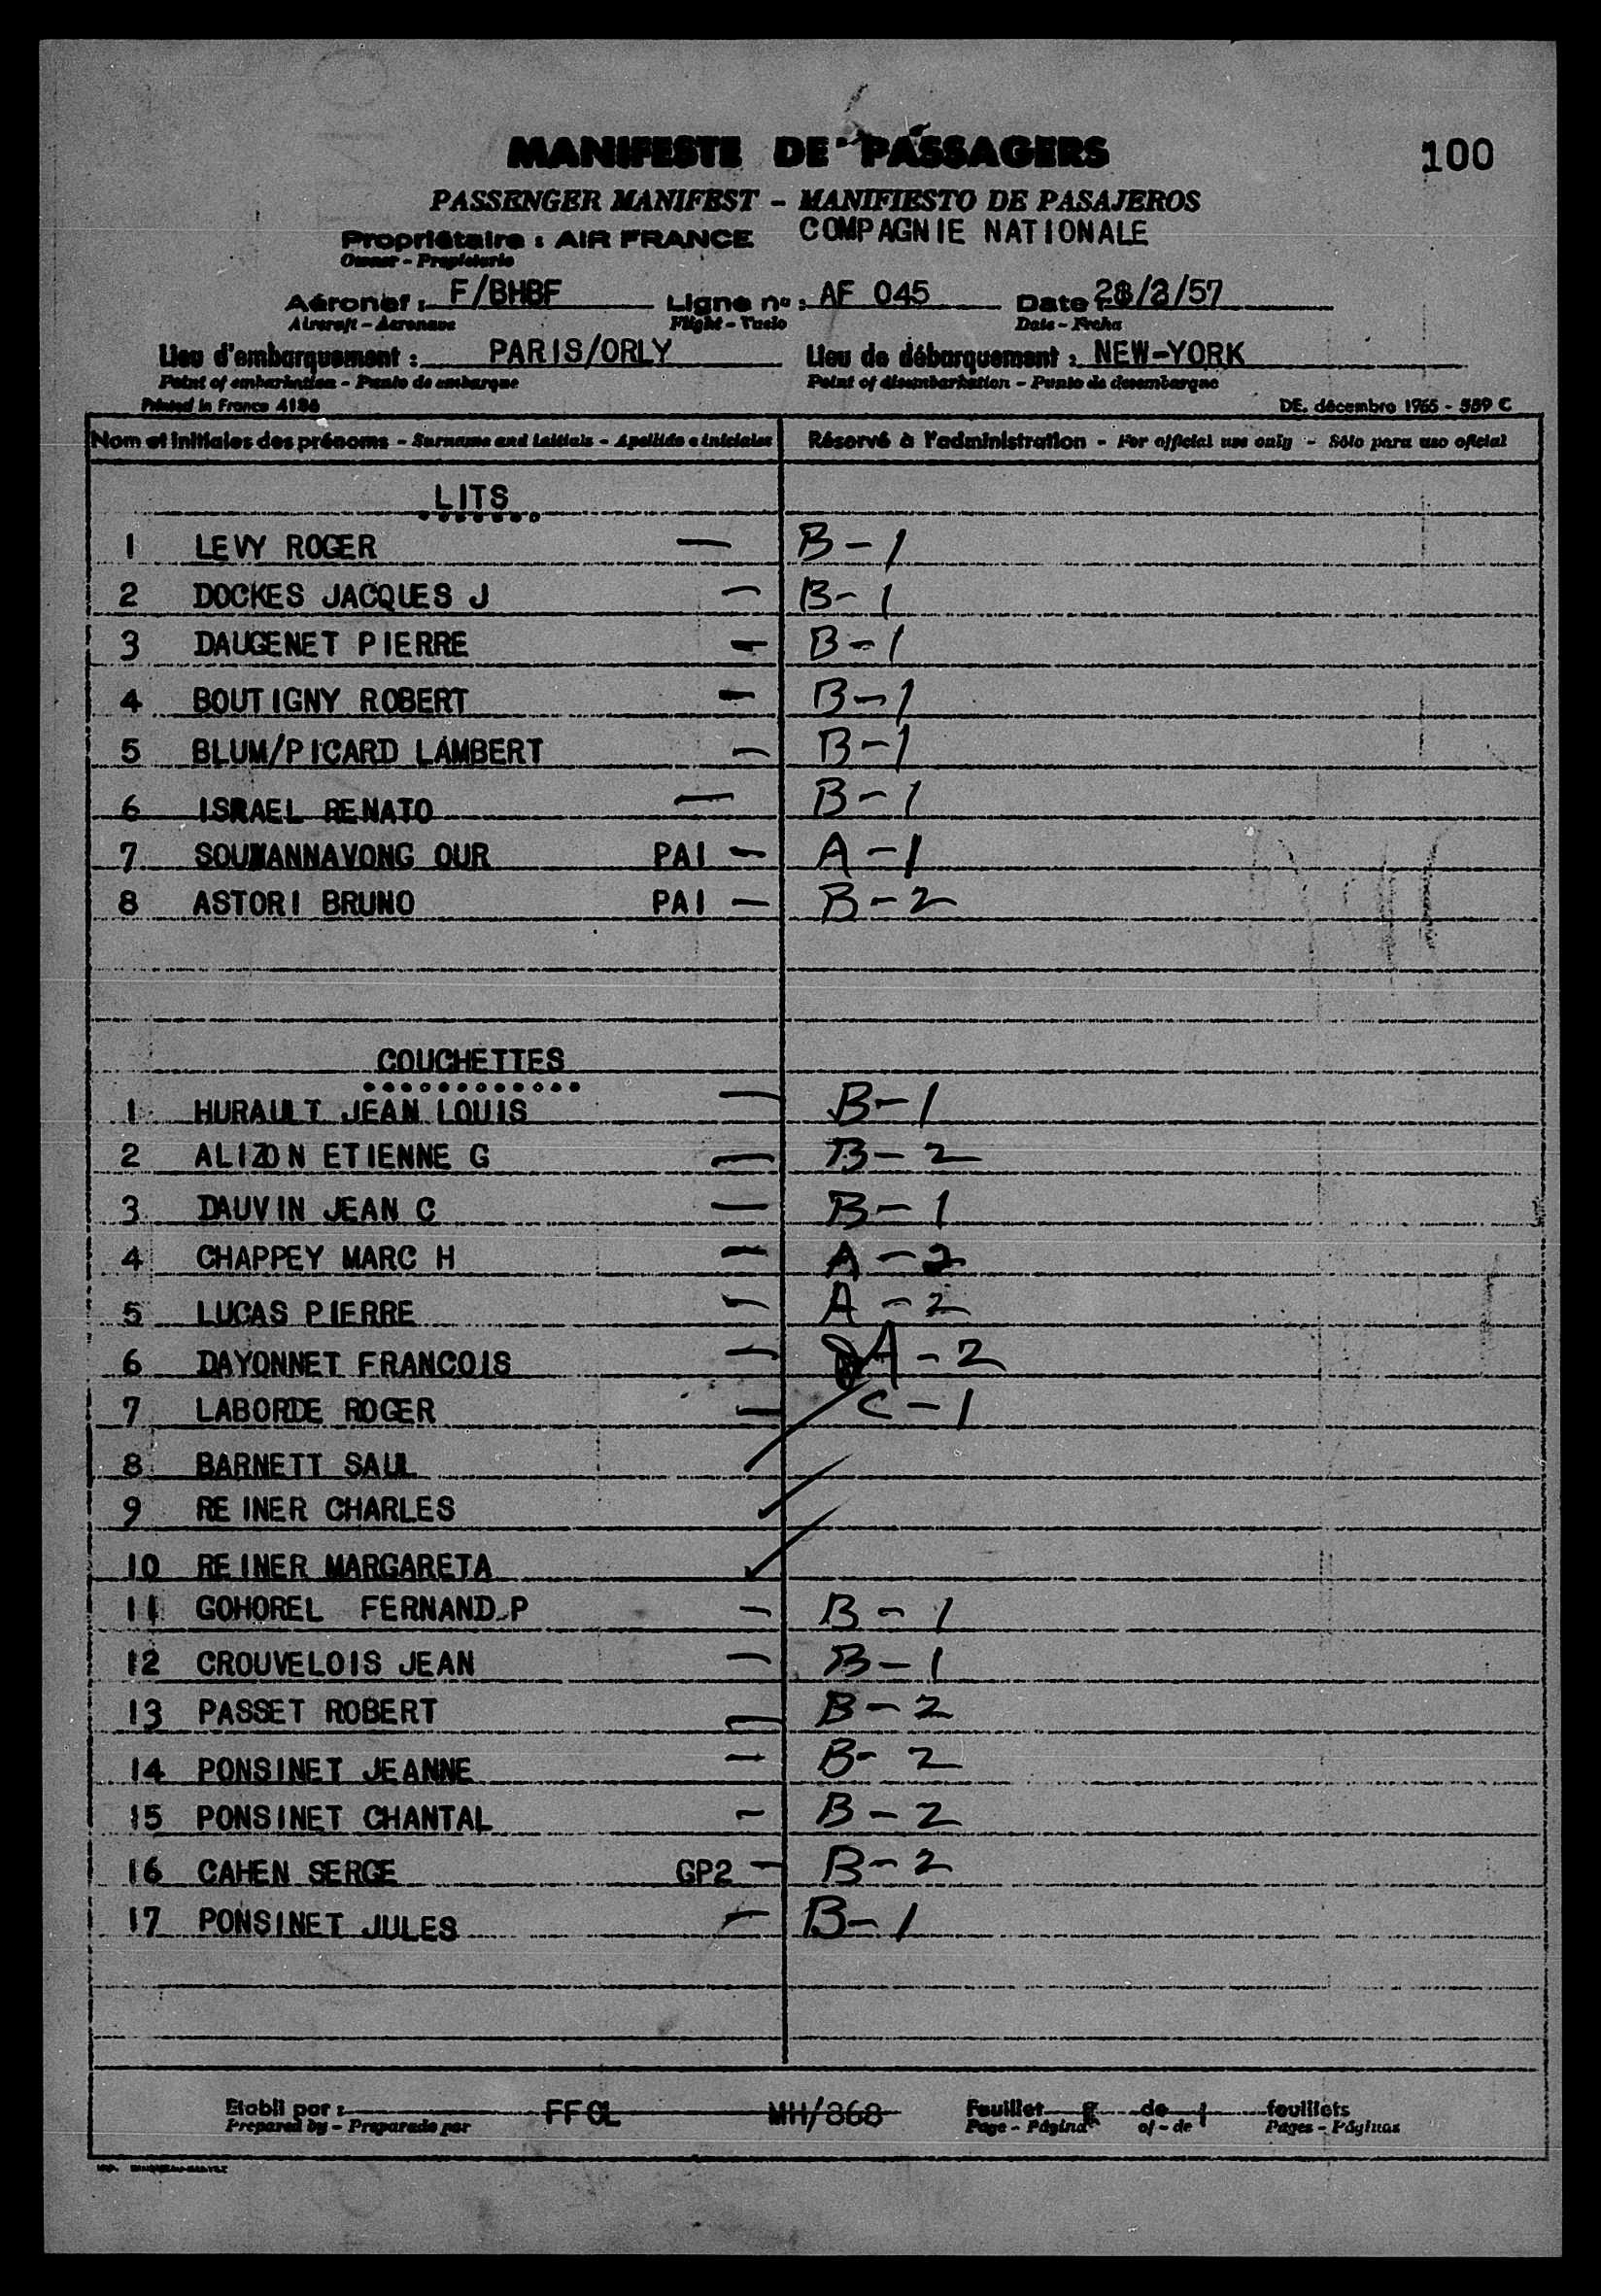 MANIFESTE DE PASSAGERS
100
PASSENGER MANIFEST - MANIFIESTO DE PASAJEROS
Propriétaire : AIR FRANCE COMPAGNIE NATIONALE
Owner - Propietario
Aéronef : F/BHBF Ligne n° : AF 045 Date : 28/3/57
Aircraft - Aeronave Flight - Vuelo Date - Fecha
Lieu d'embarquement : PARIS/ORLY Lieu de débarquement : NEW-YORK
Point of embarkation - Punto de embarque Point of disembarkation - Punto de desembarque
Printed in France 4186 DE. décembre 1955 - 559 C
Nom et initiales des prénoms - Surname and initials - Apellido e iniciales Réservé à l'administration - For official use only - Sólo para uso oficial
LITS
1 LEVY ROGER — B-1
2 DOCKES JACQUES J — B-1
3 DAUGENET PIERRE — B-1
4 BOUTIGNY ROBERT — B-1
5 BLUM/PICARD LAMBERT — B-1
6 ISRAEL RENATO — B-1
7 SOUWANNAVONG OUR PAI — A-1
8 ASTORI BRUNO PAI — B-2
COUCHETTES
1 HURAULT JEAN LOUIS — B-1
2 ALIZON ETIENNE G — B-2
3 DAUVIN JEAN C — B-1
4 CHAPPEY MARC H — A-2
5 LUCAS PIERRE — A-2
6 DAYONNET FRANCOIS — A-2
7 LABORDE ROGER — C-1
8 BARNETT SAUL
9 REINER CHARLES
10 REINER MARGARETA
11 GOHOREL FERNAND P — B-1
12 CROUVELOIS JEAN — B-1
13 PASSET ROBERT — B-2
14 PONSINET JEANNE — B-2
15 PONSINET CHANTAL — B-2
16 CAHEN SERGE GP2 — B-2
17 PONSINET JULES — B-1
Etabli par : FFCL MH/868 Feuillet de 1 feuillets
Prepared by - Preparado por Page - Página of - de Pages - Páginas